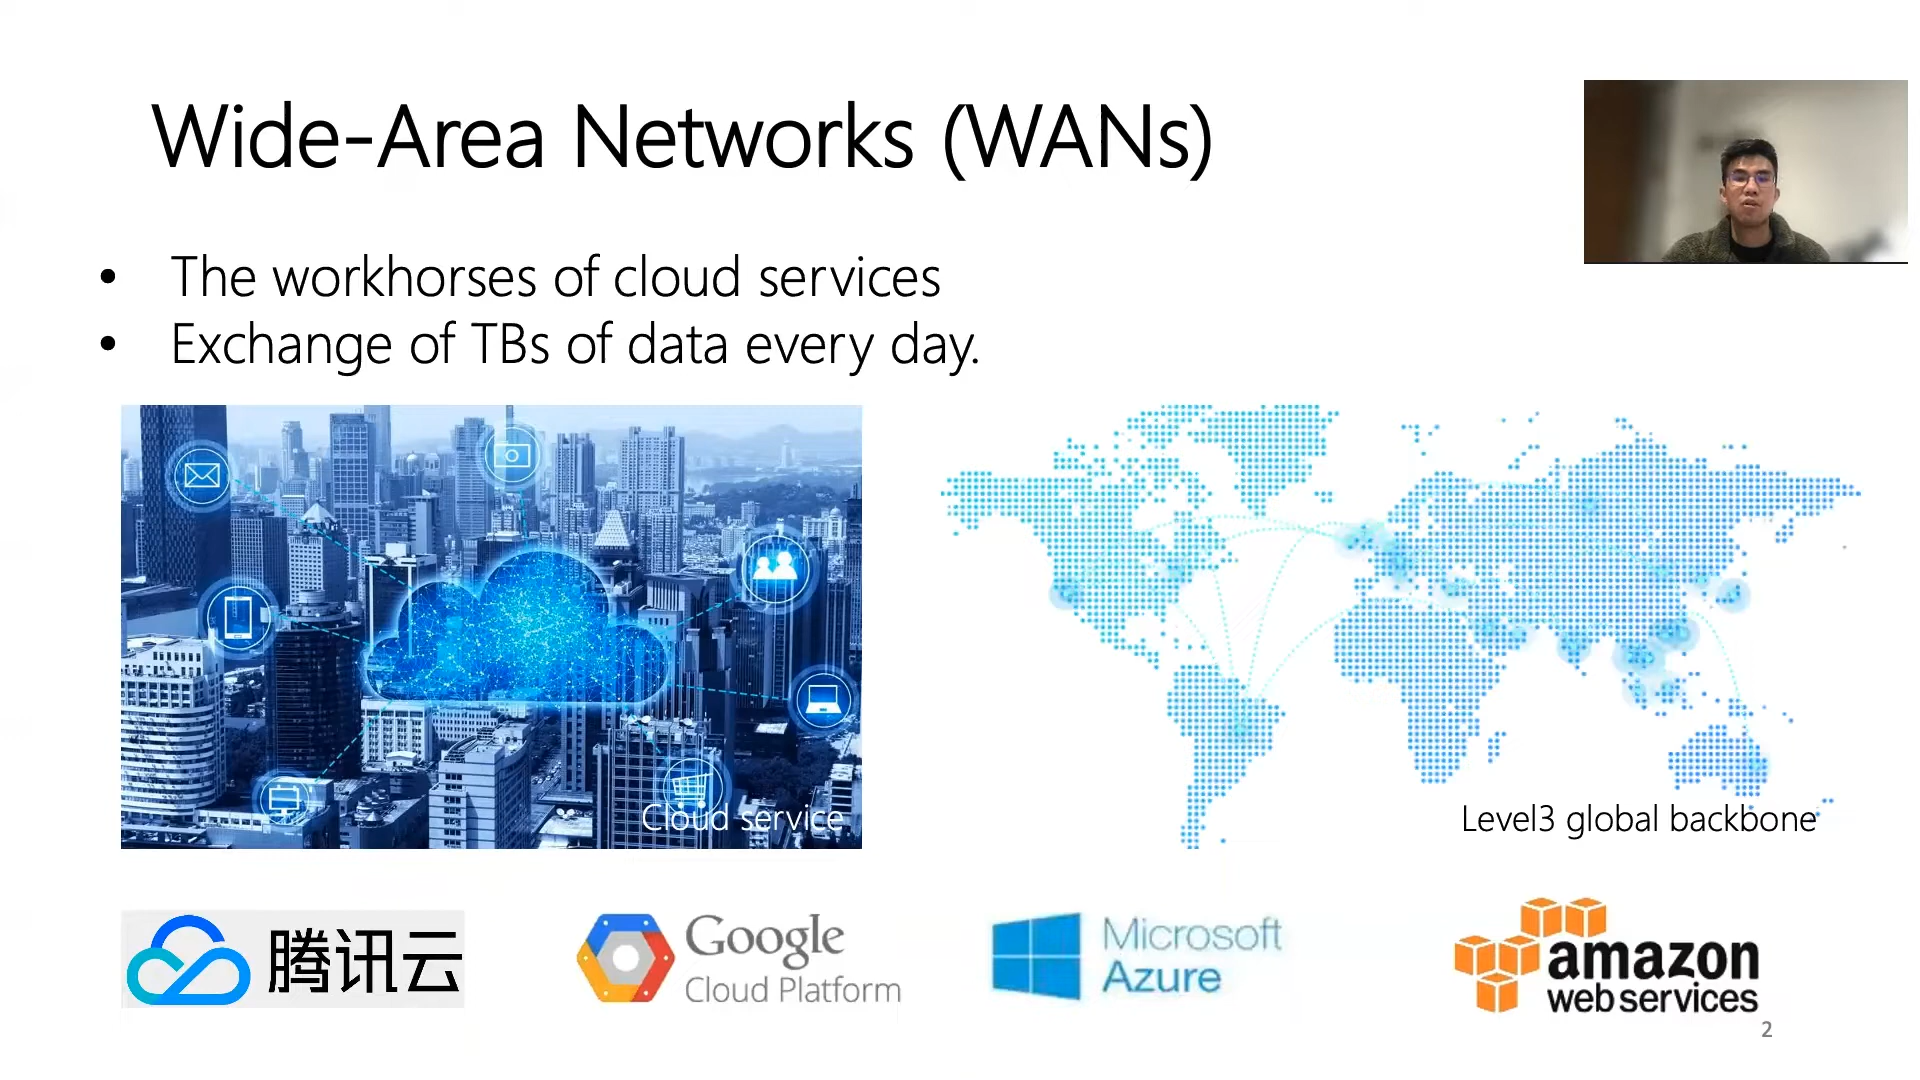 Wide-Area Networks (WANs)
• The workhorses of cloud services
• Exchange of TBs of data every day.
Cloud service
Level3 global backbone
腾讯云
Google
Cloud Platform
Microsoft
Azure
amazon
web services
2